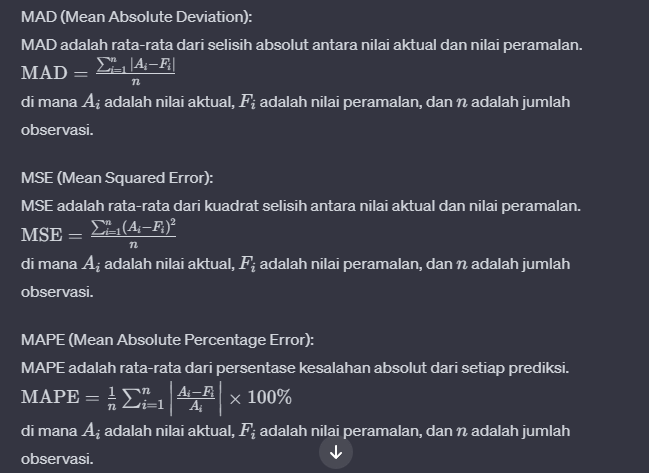 MAD (Mean Absolute Deviation):
MAD adalah rata-rata dari selisih absolut antara nilai aktual dan nilai peramalan.
MAD = \frac{\sum_{i=1}^{n} |A_i - F_i|}{n}
di mana A_i adalah nilai aktual, F_i adalah nilai peramalan, dan n adalah jumlah
observasi.
MSE (Mean Squared Error):
MSE adalah rata-rata dari kuadrat selisih antara nilai aktual dan nilai peramalan.
MSE = \frac{\sum_{i=1}^{n} (A_i - F_i)^2}{n}
di mana A_i adalah nilai aktual, F_i adalah nilai peramalan, dan n adalah jumlah
observasi.
MAPE (Mean Absolute Percentage Error):
MAPE adalah rata-rata dari persentase kesalahan absolut dari setiap prediksi.
MAPE = \frac{1}{n} \sum_{i=1}^{n} \left| \frac{A_i - F_i}{A_i} \right| \times 100\%
di mana A_i adalah nilai aktual, F_i adalah nilai peramalan, dan n adalah jumlah
observasi.